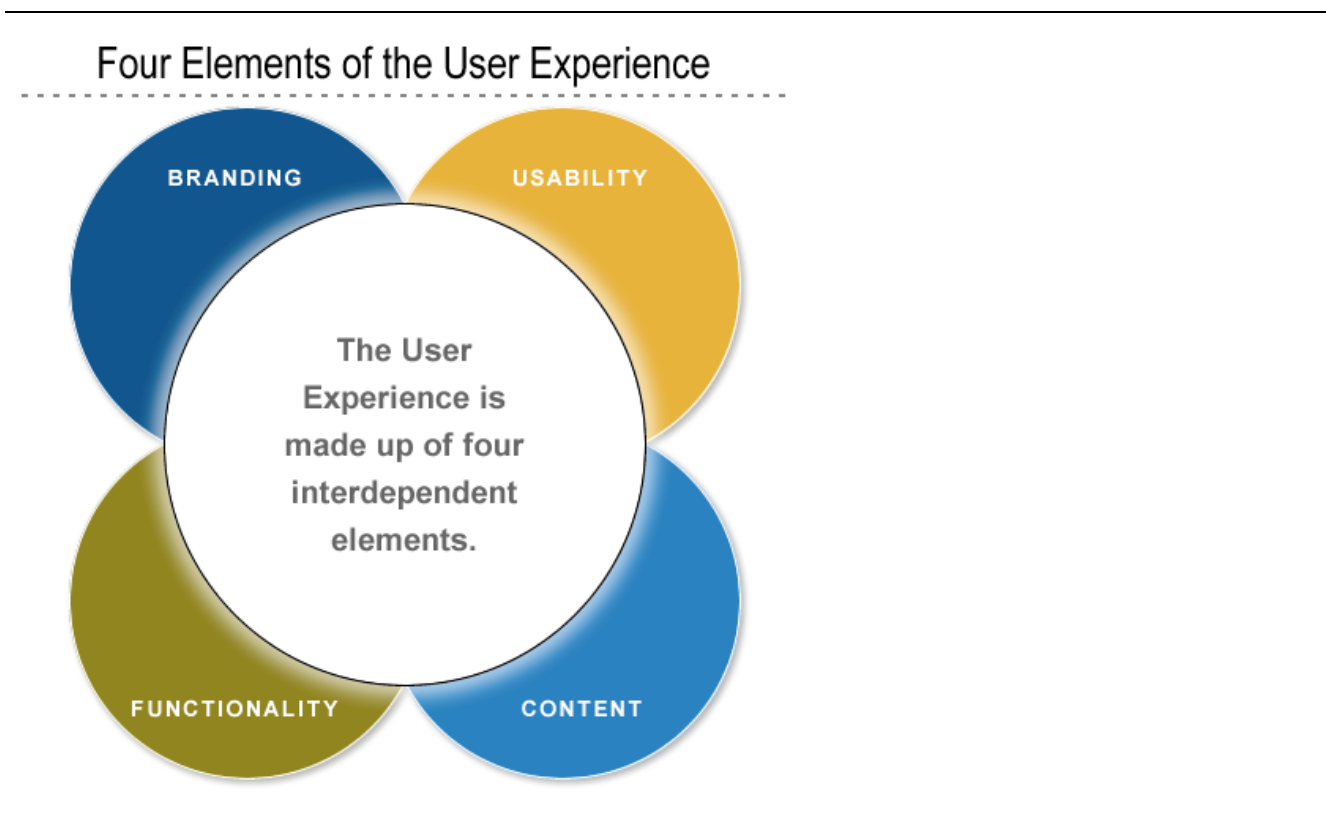 Four Elements of the User Experience
BRANDING
USABILITY
The User
Experience is
made up of four
interdependent
elements.
FUNCTIONALITY
CONTENT